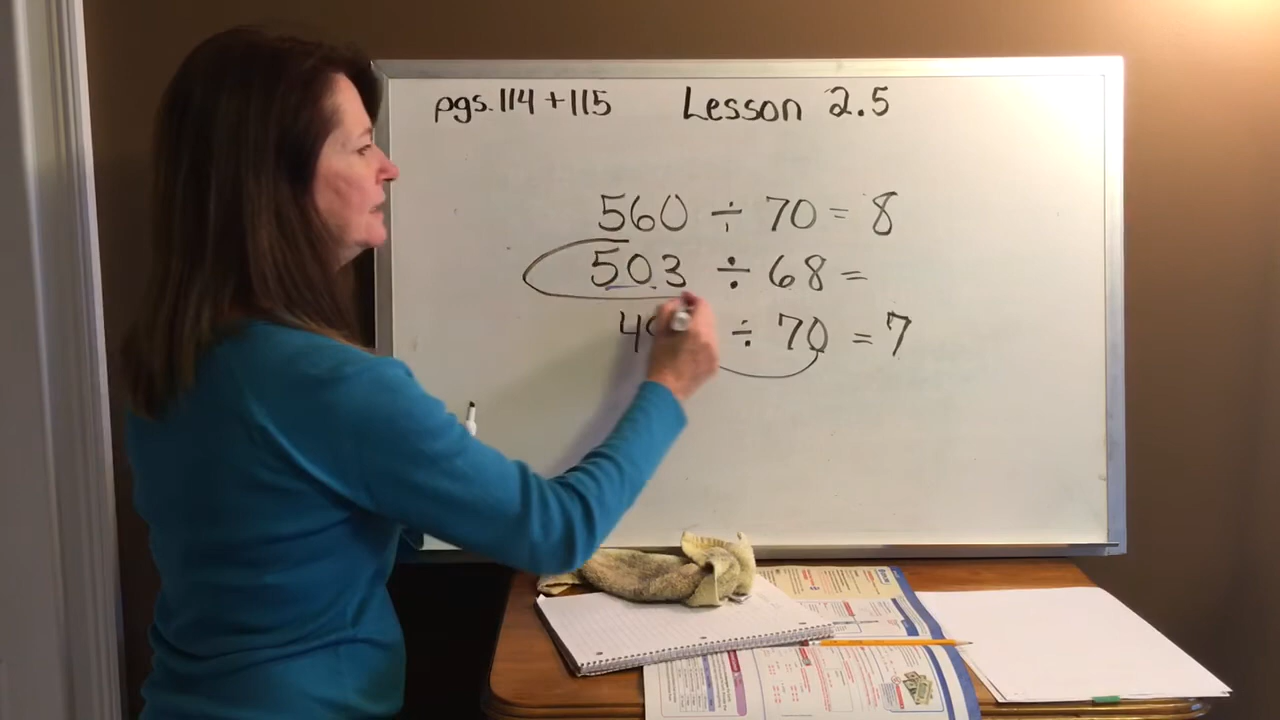 pgs. 114 + 115 Lesson 2.5
560 ÷ 70 = 8
503 ÷ 68 =
÷ 70 = 7